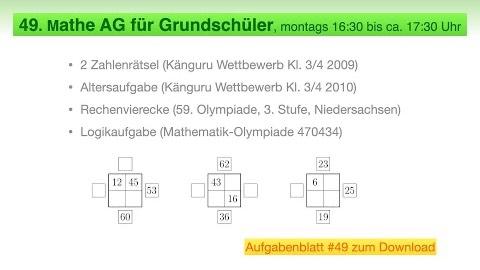 49. Mathe AG für Grundschüler, montags 16:30 bis ca. 17:30 Uhr
• 2 Zahlenrätsel (Känguru Wettbewerb Kl. 3/4 2009)
• Altersaufgabe (Känguru Wettbewerb Kl. 3/4 2010)
• Rechenvierecke (59. Olympiade, 3. Stufe, Niedersachsen)
• Logikaufgabe (Mathematik-Olympiade 470434)
62 23
12 45 43 6
53 16 25
60 36 19
Aufgabenblatt #49 zum Download